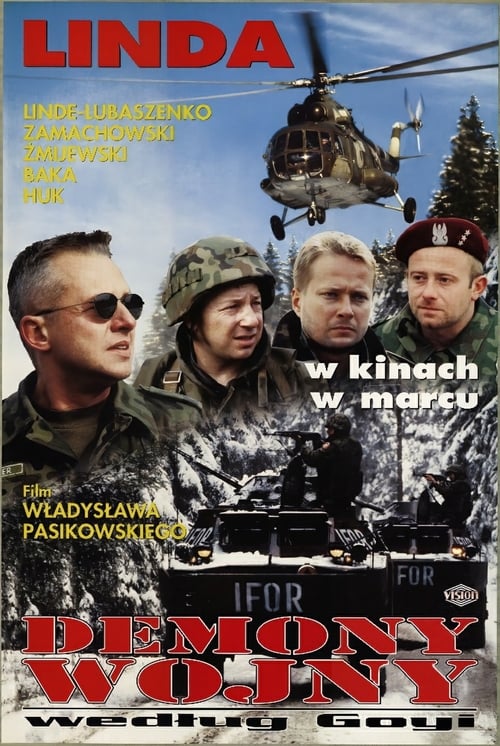 LINDA
LINDE-LUBASZENKO
ZAMACHOWSKI
ŻMIJEWSKI
BAKA
HUK
w kinach
w marcu
Film
WŁADYSŁAWA
PASIKOWSKIEGO
IFOR
FOR
VISION
DEMONY
WOJNY
według Goyi